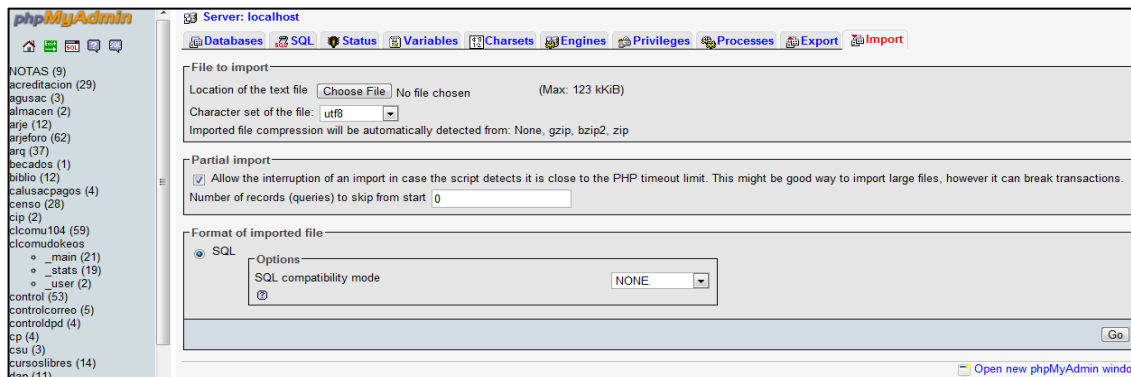 phpMyAdmin
NOTAS (9)
acreditacion (29)
agusac (3)
almacen (2)
arje (12)
arjeforo (62)
arq (37)
becados (1)
biblio (12)
calusacpagos (4)
censo (28)
cip (2)
clcomu104 (59)
clcomudokeos
_main (21)
_stats (19)
_user (2)
control (53)
controlcorreo (5)
controldpd (4)
cp (4)
csu (3)
cursoslibres (14)
dap (11)
Server: localhost
Databases SQL Status Variables Charsets Engines Privileges Processes Export Import
File to import
Location of the text file Choose File No file chosen (Max: 123 kKiB)
Character set of the file: utf8
Imported file compression will be automatically detected from: None, gzip, bzip2, zip
Partial import
Allow the interruption of an import in case the script detects it is close to the PHP timeout limit. This might be good way to import large files, however it can break transactions.
Number of records (queries) to skip from start 0
Format of imported file
SQL
Options
SQL compatibility mode NONE
Go
Open new phpMyAdmin windo